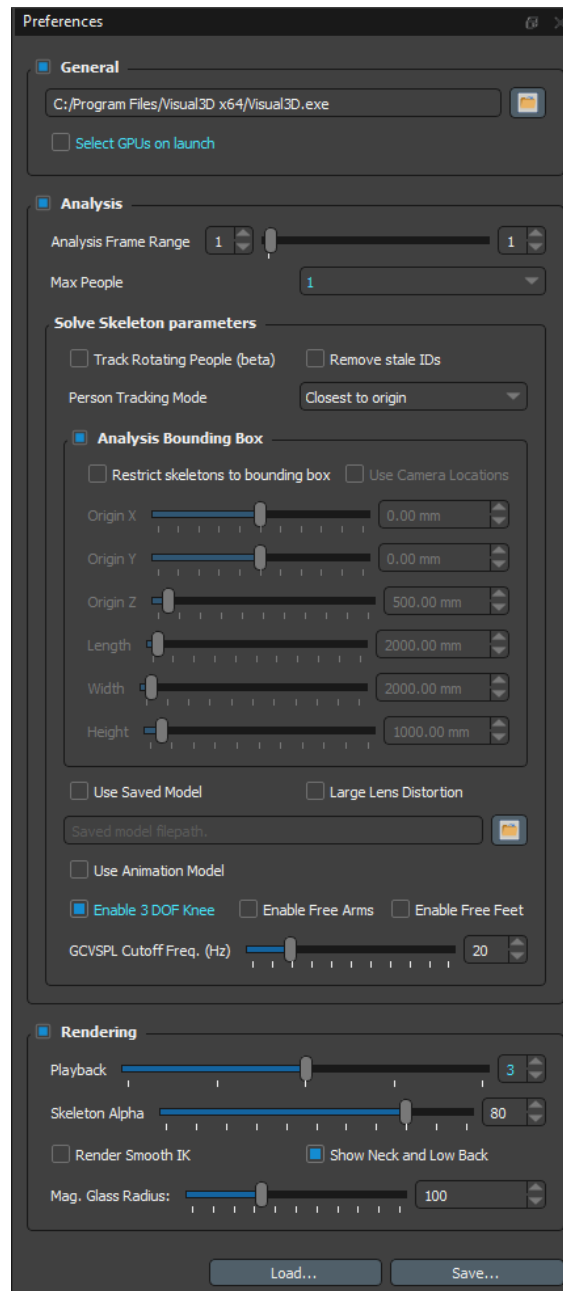 Preferences
General
C:/Program Files/Visual3D x64/Visual3D.exe
Select GPUs on launch
Analysis
Analysis Frame Range 1 1
Max People 1
Solve Skeleton parameters
Track Rotating People (beta) Remove stale IDs
Person Tracking Mode Closest to origin
Analysis Bounding Box
Restrict skeletons to bounding box Use Camera Locations
Origin X 0.00 mm
Origin Y 0.00 mm
Origin Z 500.00 mm
Length 2000.00 mm
Width 2000.00 mm
Height 1000.00 mm
Use Saved Model Large Lens Distortion
Saved model filepath.
Use Animation Model
Enable 3 DOF Knee Enable Free Arms Enable Free Feet
GCVSPL Cutoff Freq. (Hz) 20
Rendering
Playback 3
Skeleton Alpha 80
Render Smooth IK Show Neck and Low Back
Mag. Glass Radius: 100
Load... Save...